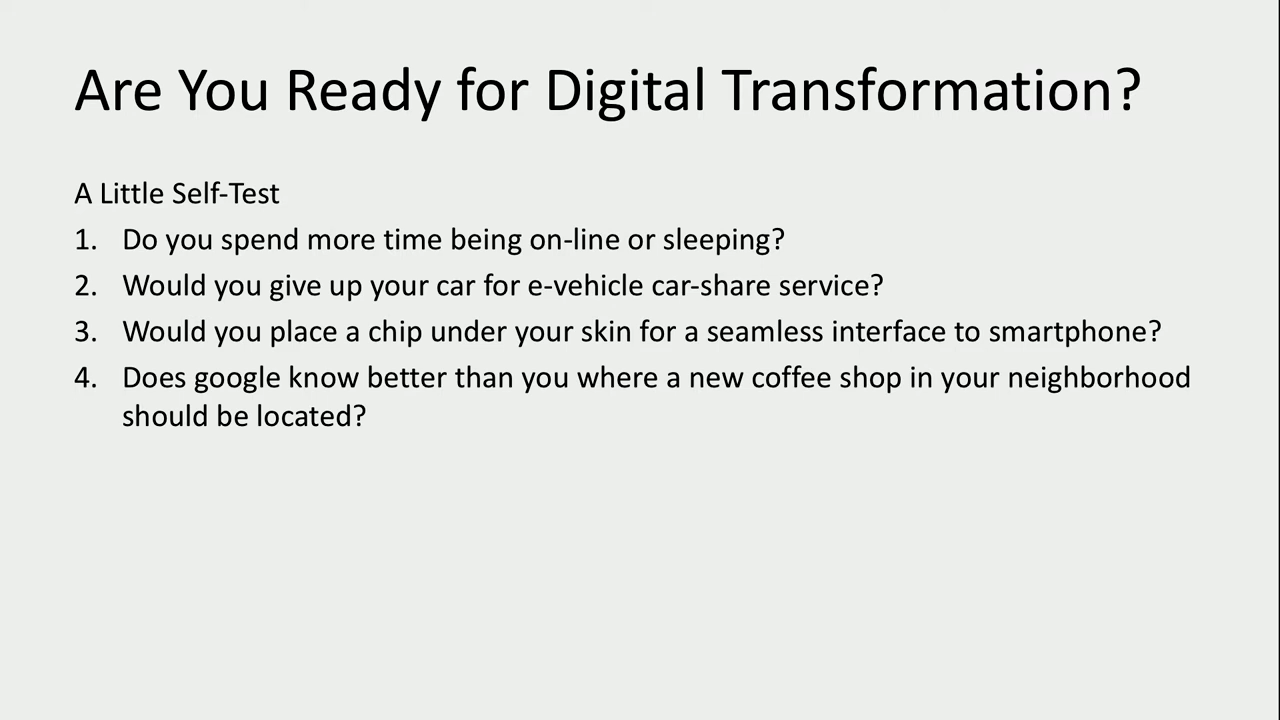 Are You Ready for Digital Transformation?
A Little Self-Test
1. Do you spend more time being on-line or sleeping?
2. Would you give up your car for e-vehicle car-share service?
3. Would you place a chip under your skin for a seamless interface to smartphone?
4. Does google know better than you where a new coffee shop in your neighborhood
should be located?